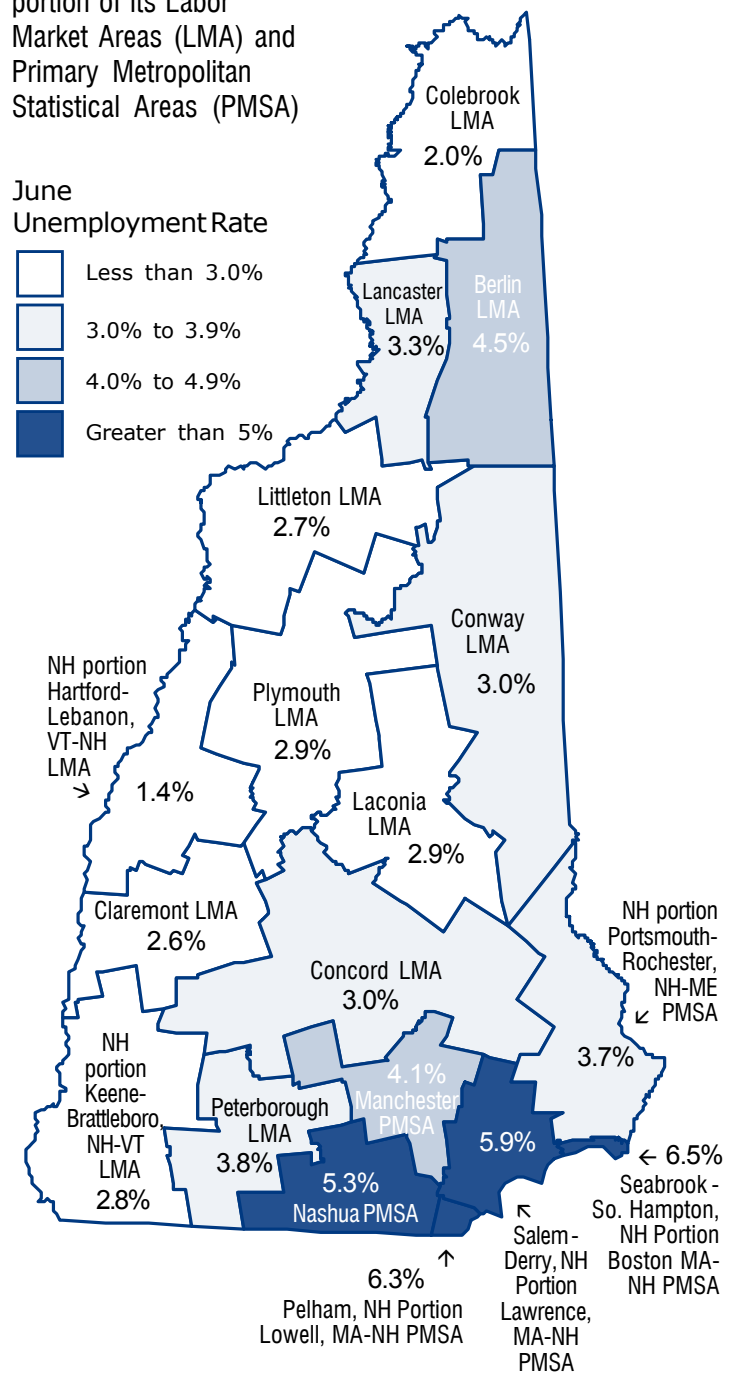 portion of its Labor
Market Areas (LMA) and
Primary Metropolitan
Statistical Areas (PMSA)
June
Unemployment Rate
Less than 3.0%
3.0% to 3.9%
4.0% to 4.9%
Greater than 5%
Colebrook
LMA
2.0%
Lancaster
LMA
3.3%
Berlin
LMA
4.5%
Littleton LMA
2.7%
Conway
LMA
3.0%
NH portion
Hartford-
Lebanon,
VT-NH
LMA
1.4%
Plymouth
LMA
2.9%
Laconia
LMA
2.9%
Claremont LMA
2.6%
NH portion
Portsmouth-
Rochester,
NH-ME
PMSA
3.7%
Concord LMA
3.0%
NH
portion
Keene-
Brattleboro,
NH-VT
LMA
2.8%
Peterborough
LMA
3.8%
4.1%
Manchester
PMSA
5.3%
Nashua PMSA
5.9%
6.5%
Seabrook -
So. Hampton,
NH Portion
Boston MA-
NH PMSA
Salem-
Derry, NH
Portion
Lawrence,
MA-NH
PMSA
6.3%
Pelham, NH Portion
Lowell, MA-NH PMSA